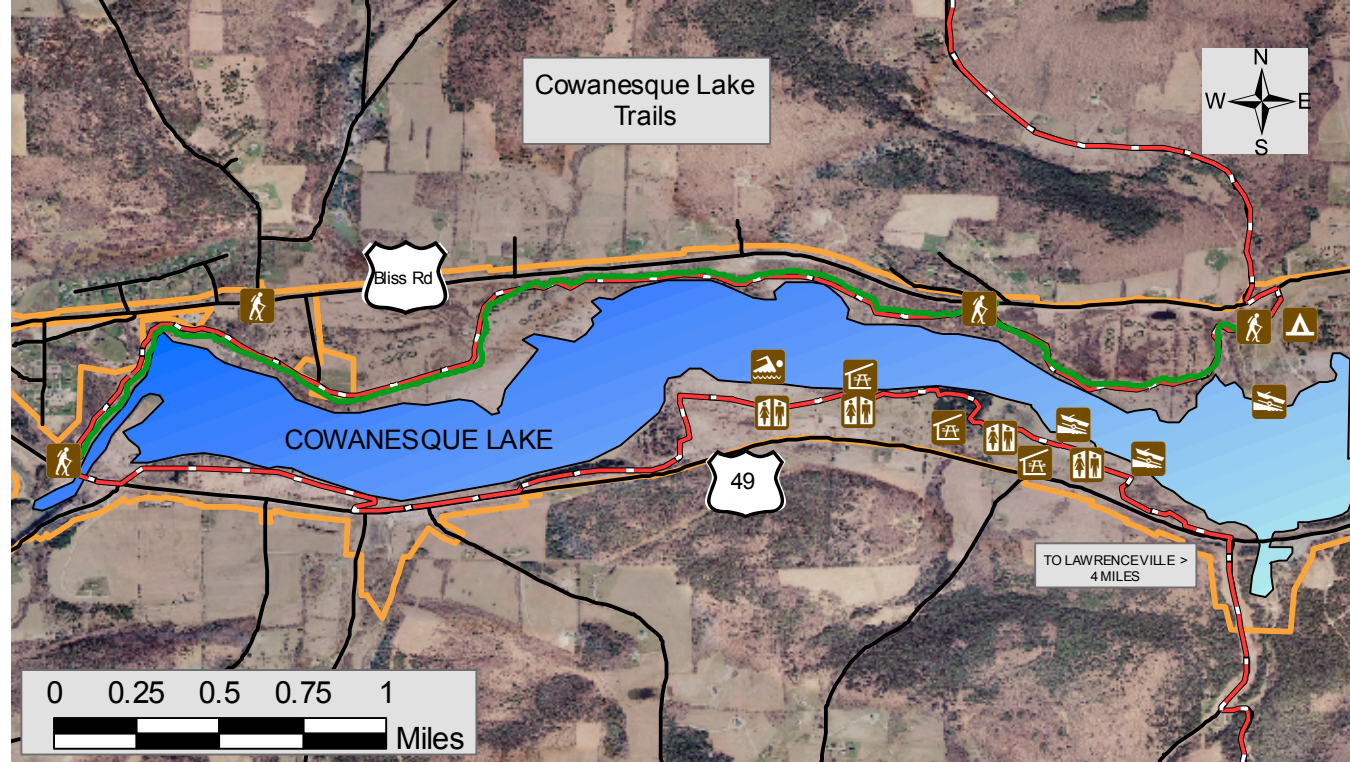 Cowanesque Lake
Trails
N
W E
S
Bliss Rd
COWANESQUE LAKE
49
TO LAWRENCEVILLE >
4 MILES
0 0.25 0.5 0.75 1
Miles